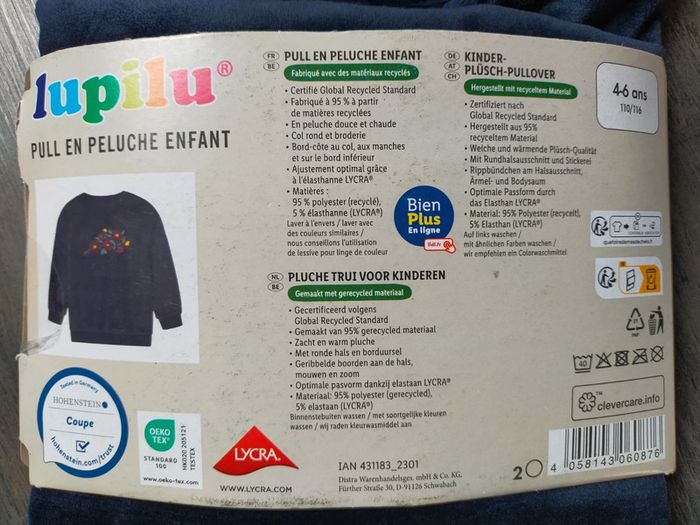 lupilu®
PULL EN PELUCHE ENFANT
FR
BE
PULL EN PELUCHE ENFANT
Fabriqué avec des matériaux recyclés
• Certifié Global Recycled Standard
• Fabriqué à 95 % à partir
de matières recyclées
• En peluche douce et chaude
• Col rond et broderie
• Bord-côte au col, aux manches
et sur le bord inférieur
• Ajustement optimal grâce
à l'élasthanne LYCRA®
• Matières :
95 % polyester (recyclé),
5 % élasthanne (LYCRA®)
Laver à l'envers / laver avec
des couleurs similaires /
nous conseillons l'utilisation
de lessive pour linge de couleur
Bien
Plus
En ligne
lidl.fr
NL
BE
PLUCHE TRUI VOOR KINDEREN
Gemaakt met gerecycled materiaal
• Gecertificeerd volgens
Global Recycled Standard
• Gemaakt van 95% gerecycled materiaal
• Zacht en warm pluche
• Met ronde hals en borduursel
• Geribbelde boorden aan de hals,
mouwen en zoom
• Optimale pasvorm dankzij elastaan LYCRA®
• Materiaal: 95% polyester (gerecycled),
5% elastaan (LYCRA®)
Binnenstebuiten wassen / met soortgelijke kleuren
wassen / wij raden kleurwasmiddel aan
DE
AT
CH
KINDER-
PLÜSCH-PULLOVER
Hergestellt mit recyceltem Material
• Zertifiziert nach
Global Recycled Standard
• Hergestellt aus 95%
recyceltem Material
• Weiche und wärmende Plüsch-Qualität
• Mit Rundhalsausschnitt und Stickerei
• Rippbündchen am Halsausschnitt,
Ärmel- und Bodysaum
• Optimale Passform durch
das Elasthan LYCRA®
• Material: 95% Polyester (recycelt),
5% Elasthan (LYCRA®)
Auf links waschen /
mit ähnlichen Farben waschen /
wir empfehlen ein Colorwaschmittel
4-6 ans
110/116
quefairedemesdechets.fr
PAP
40
clevercare.info
Tested in Germany
HOHENSTEIN
Coupe
hohenstein.com/trust
OEKO
TEX®
STANDARD
100
HK020 205121
TESTEX
www.oeko-tex.com
LYCRA.
WWW.LYCRA.COM
IAN 431183_2301
Distra Warenhandelsges. mbH & Co. KG,
Fürther Straße 30, D-91126 Schwabach
2
4 058143 060876